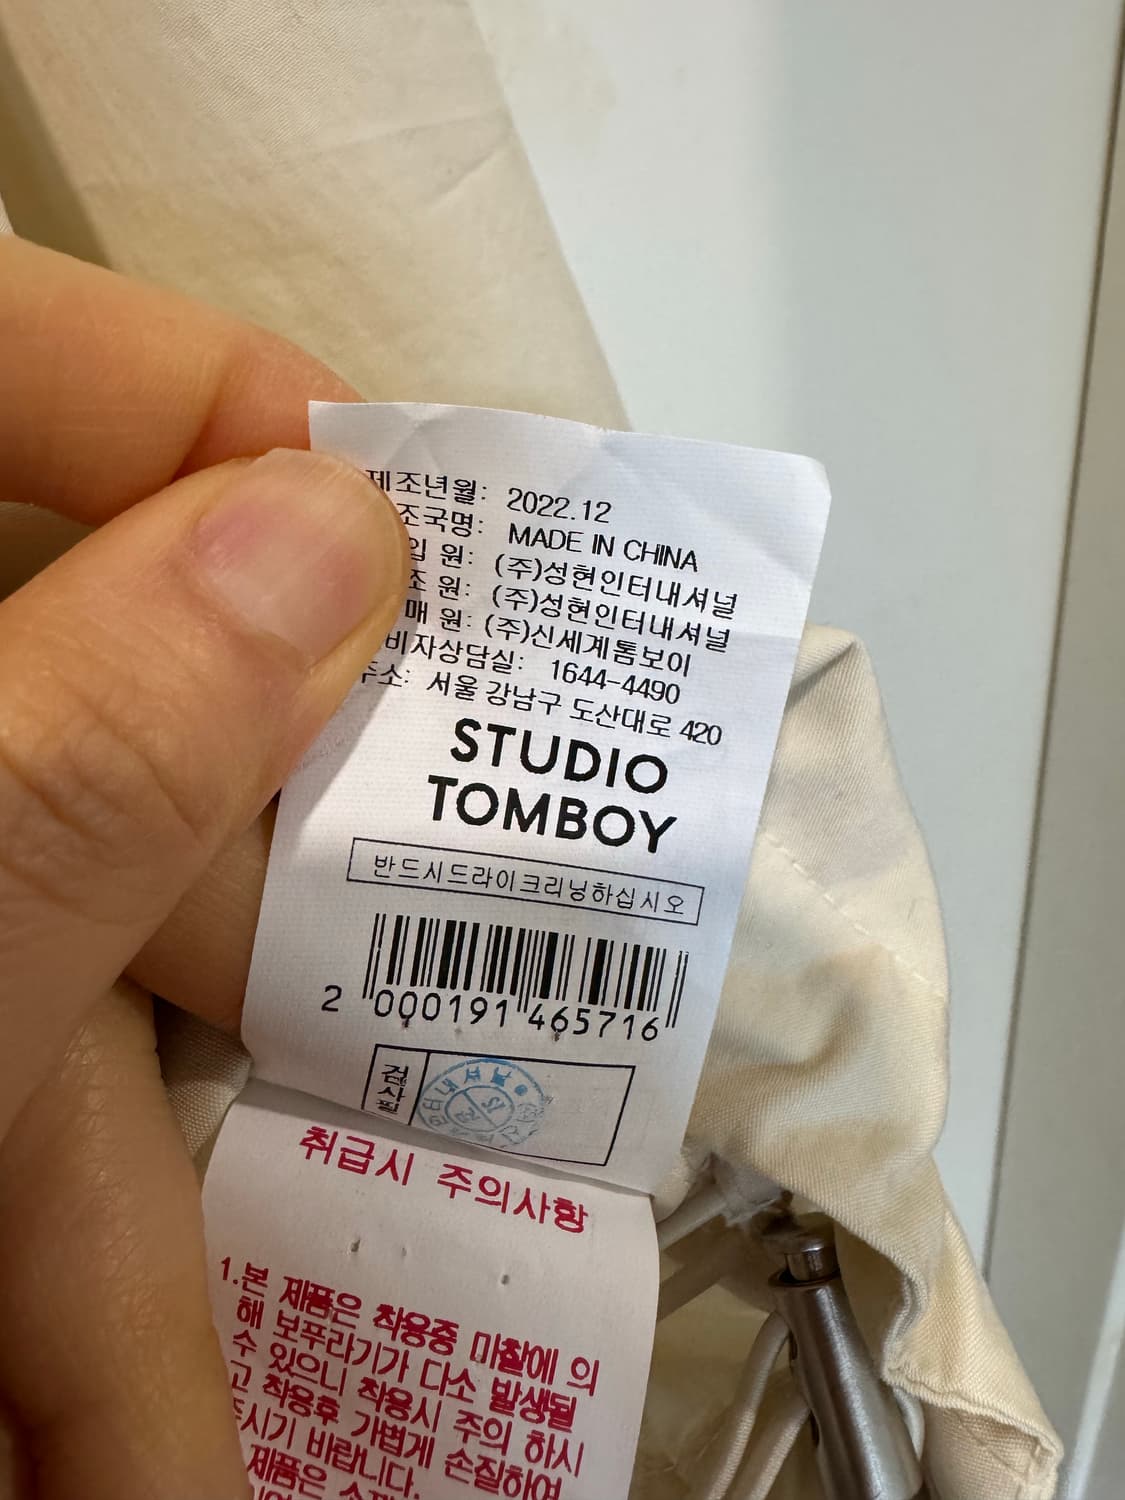 제조년월: 2022.12
조국명: MADE IN CHINA
입 원: (주)성현인터내셔널
조 원: (주)성현인터내셔널
매 원: (주)신세계톰보이
비자상담실: 1644-4490
주소: 서울 강남구 도산대로 420
STUDIO
TOMBOY
반드시드라이크리닝하십시오
2 000191 465716
검사필
취급시 주의사항
1.본 제품은 착용중 마찰에 의
해 보푸라기가 다소 발생될
수 있으니 착용시 주의 하시
고 착용후 가볍게 손질하여
주시기 바랍니다.
제품은